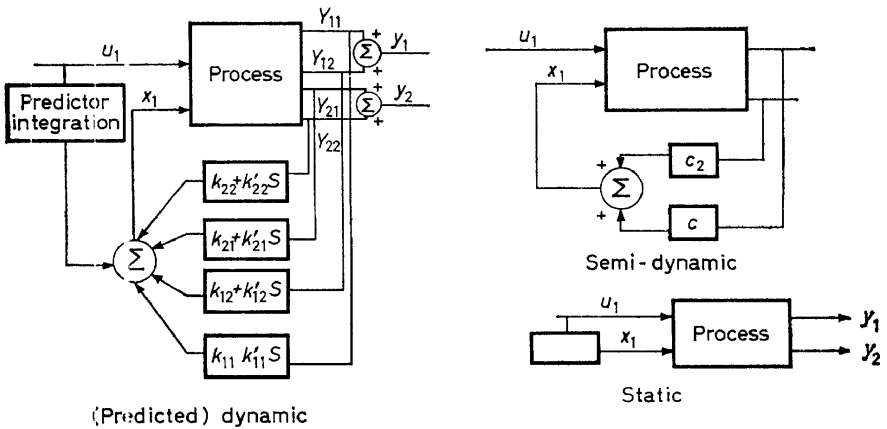 u₁
Process
Predictor
integration
x₁
Y₁₁
Y₁₂
Y₂₁
Y₂₂
+
Σ
+
y₁
+
Σ
+
y₂
k₂₂+k′₂₂S
k₂₁+k′₂₁S
k₁₂+k′₁₂S
k₁₁ k′₁₁S
Σ
(Predicted) dynamic
u₁
x₁
Process
+
Σ
+
c₂
c
Semi-dynamic
u₁
x₁
Process
y₁
y₂
Static